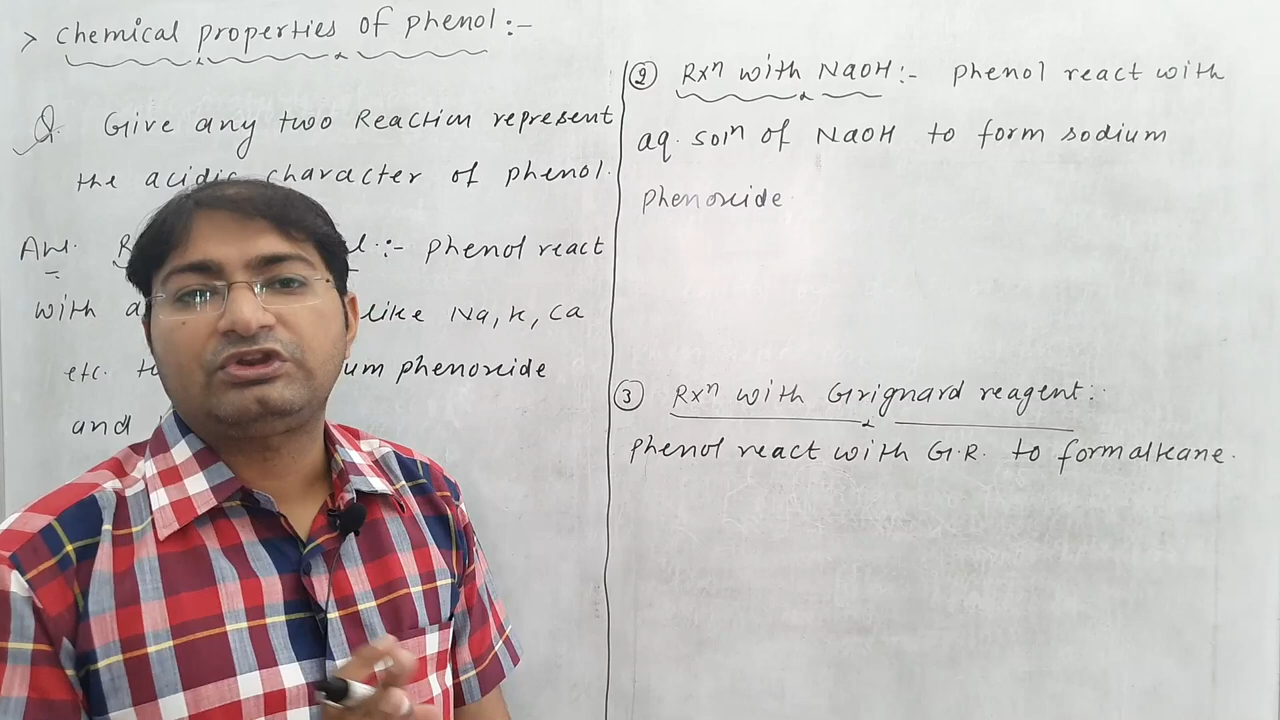 > chemical properties of phenol :-
Q. Give any two Reaction represent
the acidic character of phenol.
Ans. :- phenol react
with like Na, K, Ca
etc. phenoxide
and
② Rxⁿ with NaOH :- phenol react with
aq. solⁿ of NaOH to form sodium
phenoxide
③ Rxⁿ with Grignard reagent :-
phenol react with G.R. to form alkane.